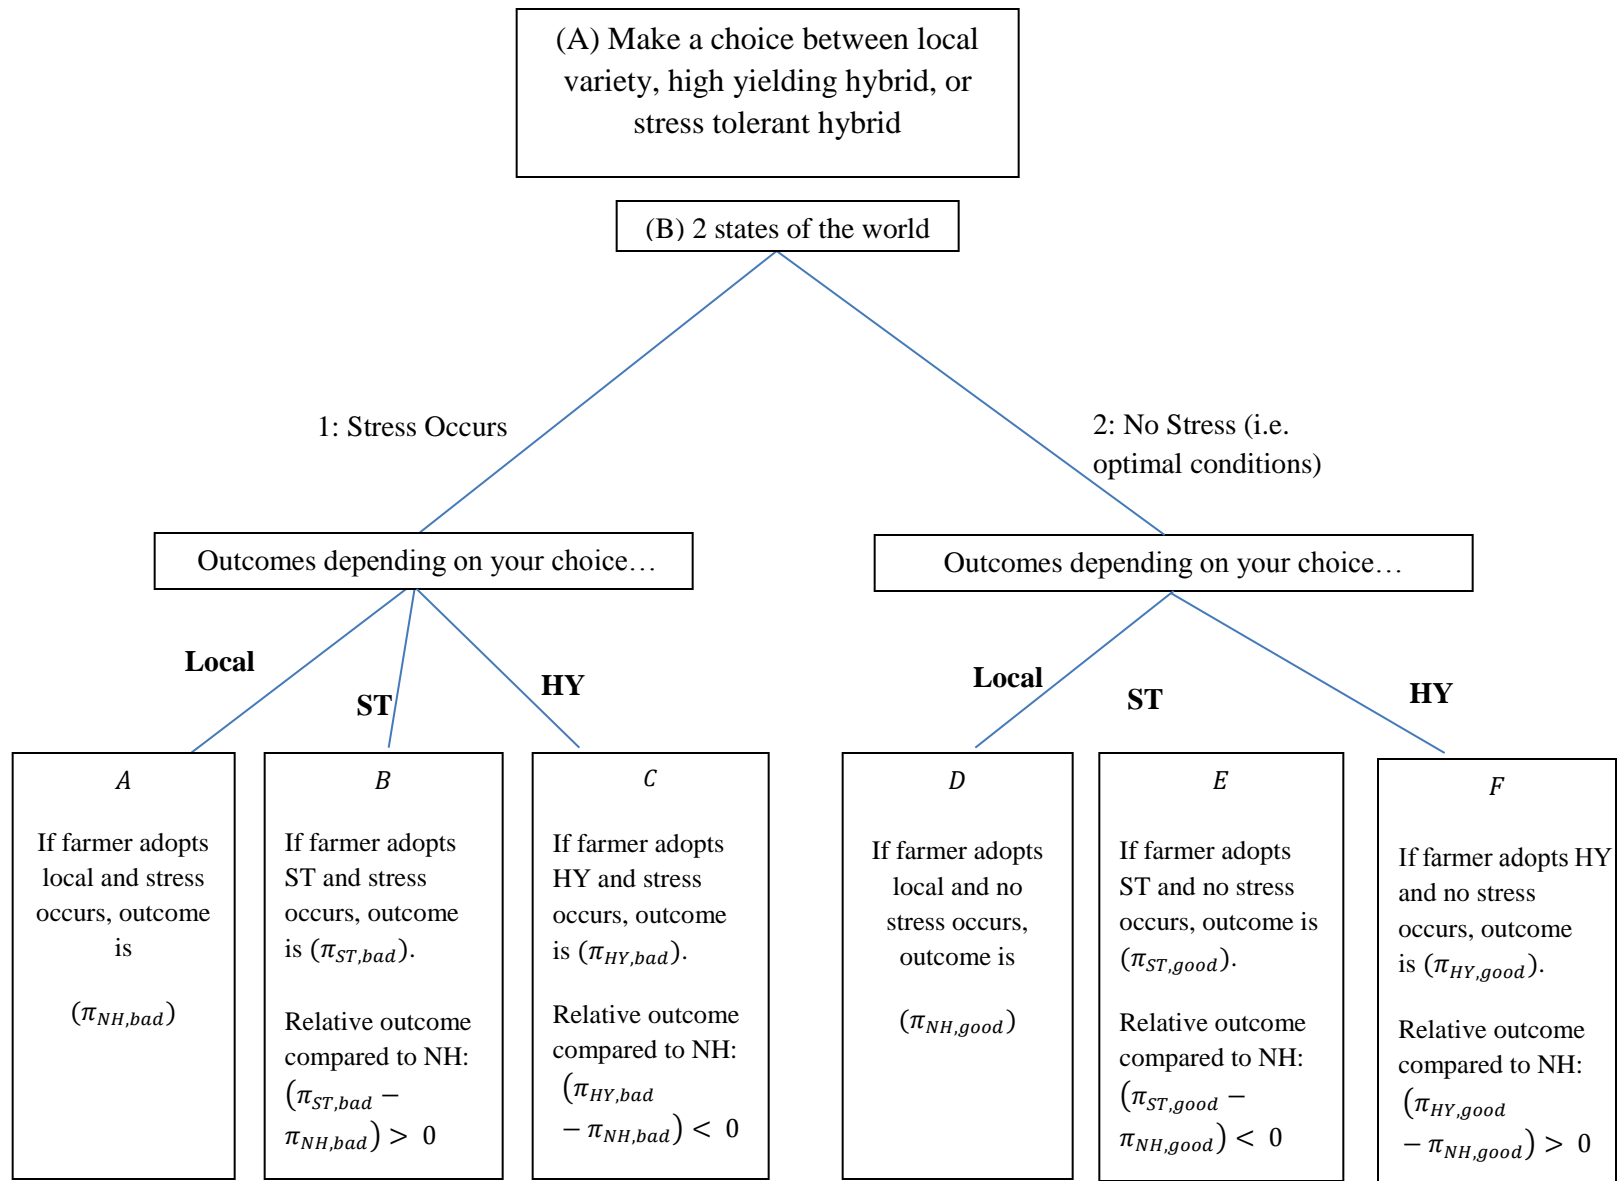 (A) Make a choice between local
variety, high yielding hybrid, or
stress tolerant hybrid
(B) 2 states of the world
1: Stress Occurs
2: No Stress (i.e.
optimal conditions)
Outcomes depending on your choice…
Outcomes depending on your choice…
Local
ST
HY
Local
ST
HY
A
If farmer adopts
local and stress
occurs, outcome
is
(π_{NH,bad})
B
If farmer adopts
ST and stress
occurs, outcome
is (π_{ST,bad}).
Relative outcome
compared to NH:
(π_{ST,bad} −
π_{NH,bad}) > 0
C
If farmer adopts
HY and stress
occurs, outcome
is (π_{HY,bad}).
Relative outcome
compared to NH:
(π_{HY,bad}
− π_{NH,bad}) < 0
D
If farmer adopts
local and no
stress occurs,
outcome is
(π_{NH,good})
E
If farmer adopts
ST and no stress
occurs, outcome is
(π_{ST,good}).
Relative outcome
compared to NH:
(π_{ST,good} −
π_{NH,good}) < 0
F
If farmer adopts HY
and no stress
occurs, outcome
is (π_{HY,good}).
Relative outcome
compared to NH:
(π_{HY,good}
− π_{NH,good}) > 0